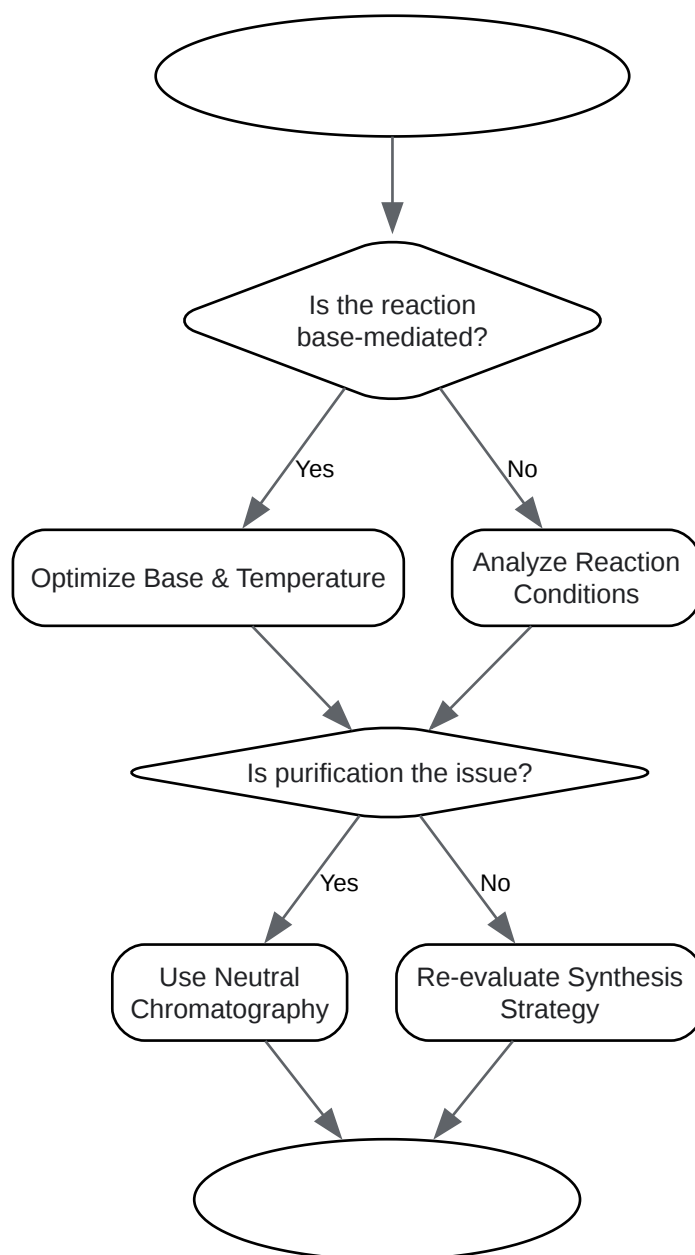 Is the reaction
base-mediated?
Yes
No
Optimize Base & Temperature
Analyze Reaction
Conditions
Is purification the issue?
Yes
No
Use Neutral
Chromatography
Re-evaluate Synthesis
Strategy